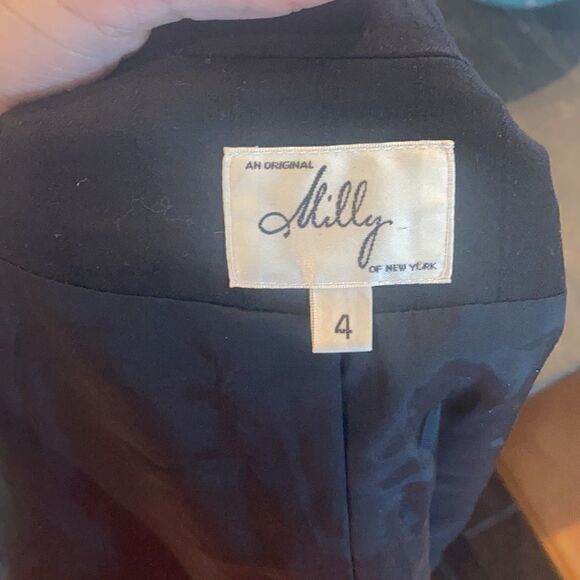 AN ORIGINAL
Milly
OF NEW YORK
4